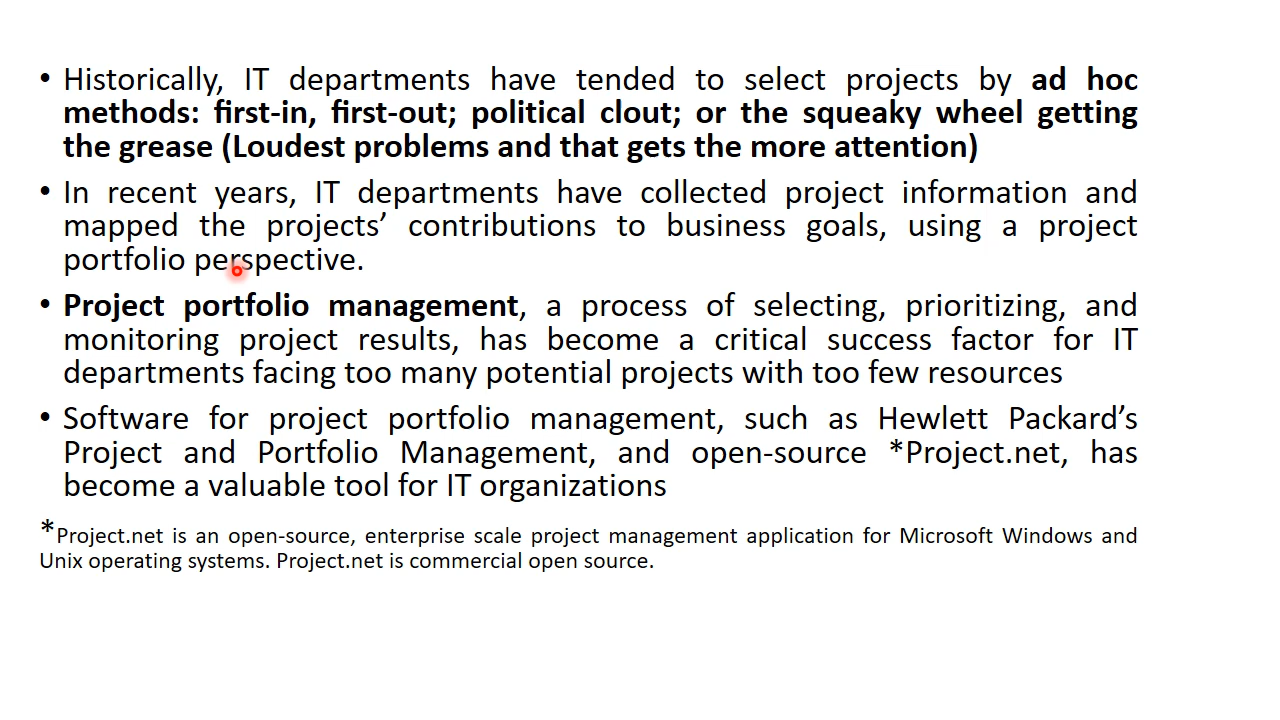 • Historically, IT departments have tended to select projects by ad hoc
methods: first-in, first-out; political clout; or the squeaky wheel getting
the grease (Loudest problems and that gets the more attention)
• In recent years, IT departments have collected project information and
mapped the projects’ contributions to business goals, using a project
portfolio perspective.
• Project portfolio management, a process of selecting, prioritizing, and
monitoring project results, has become a critical success factor for IT
departments facing too many potential projects with too few resources
• Software for project portfolio management, such as Hewlett Packard’s
Project and Portfolio Management, and open-source *Project.net, has
become a valuable tool for IT organizations
*Project.net is an open-source, enterprise scale project management application for Microsoft Windows and
Unix operating systems. Project.net is commercial open source.